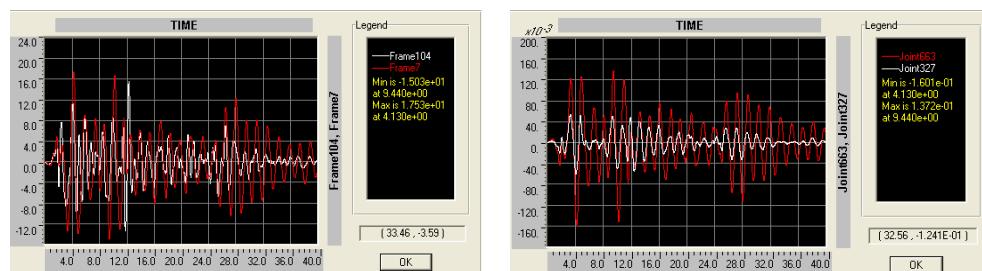 TIME
Legend
24.0
20.0
16.0
12.0
8.0
4.0
0.0
-4.0
-8.0
-12.0
Frame104, Frame7
Frame104
Frame7
Min is -1.503e+01
at 9.440e+00
Max is 1.753e+01
at 4.130e+00
( 33.46 , -3.59 )
4.0 8.0 12.0 16.0 20.0 24.0 28.0 32.0 36.0 40.0
OK
x10-3
TIME
Legend
200.
160.
120.
80.
40.
0.
-40.
-80.
-120.
-160.
Joint663, Joint327
Joint663
Joint327
Min is -1.601e-01
at 4.130e+00
Max is 1.372e-01
at 9.440e+00
( 32.56 , -1.241E-01 )
4.0 8.0 12.0 16.0 20.0 24.0 28.0 32.0 36.0 40.0
OK